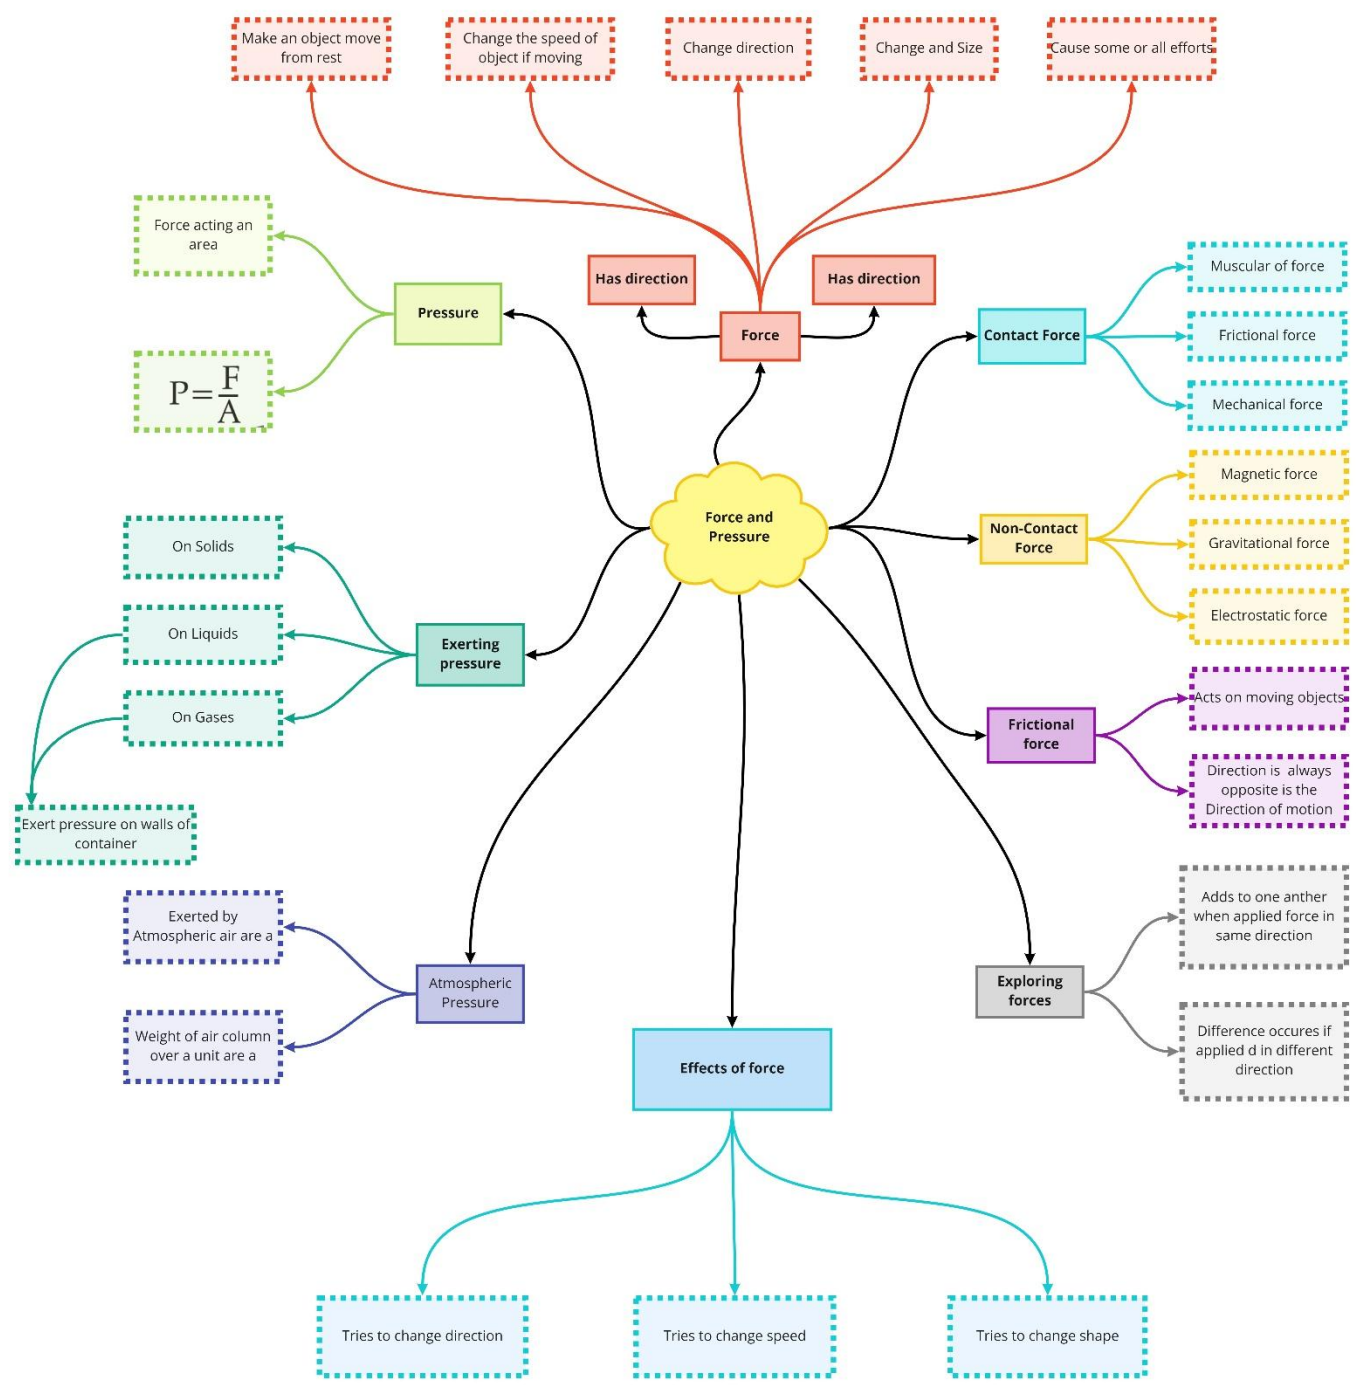 Make an object move
from rest
Change the speed of
object if moving
Change direction
Change and Size
Cause some or all efforts
Force acting an
area
Pressure
P=F/A
Has direction
Has direction
Force
Contact Force
Muscular of force
Frictional force
Mechanical force
Force and
Pressure
Non-Contact
Force
Magnetic force
Gravitational force
Electrostatic force
On Solids
On Liquids
On Gases
Exerting
pressure
Exert pressure on walls of
container
Frictional
force
Acts on moving objects
Direction is always
opposite is the
Direction of motion
Exerted by
Atmospheric air are a
Weight of air column
over a unit are a
Atmospheric
Pressure
Effects of force
Exploring
forces
Adds to one anther
when applied force in
same direction
Difference occures if
applied d in different
direction
Tries to change direction
Tries to change speed
Tries to change shape